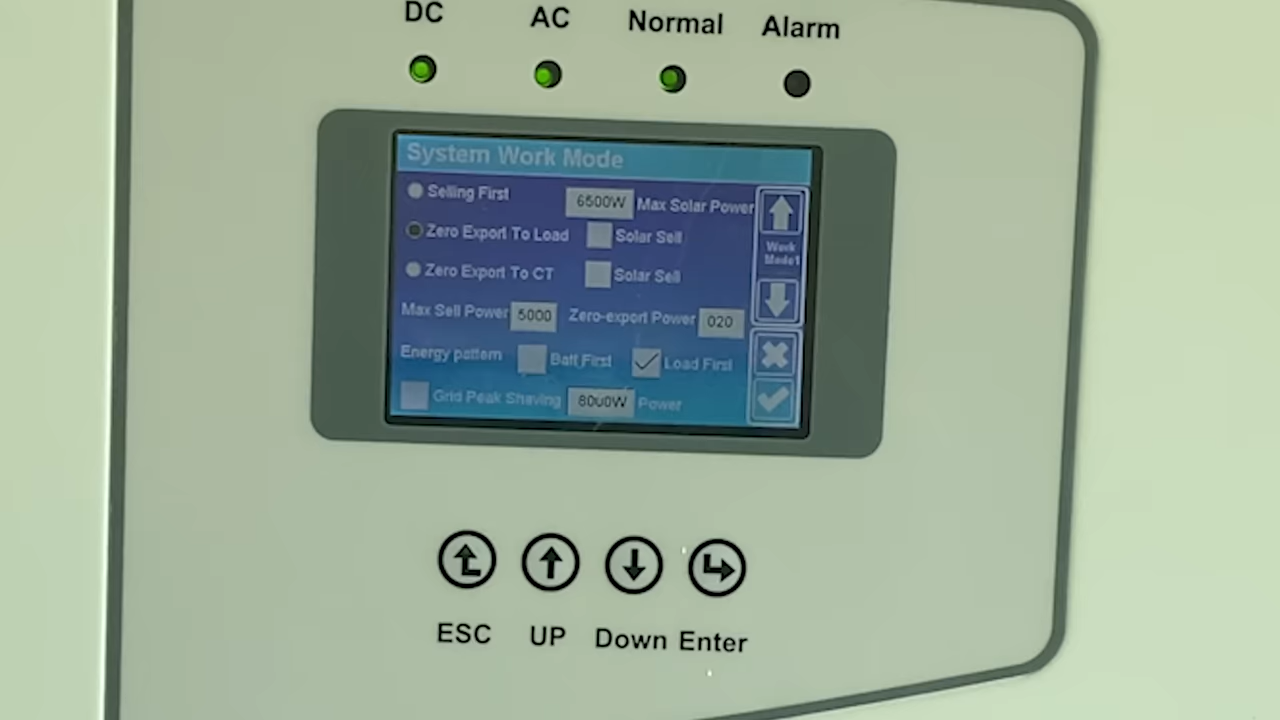 DC AC Normal Alarm
System Work Mode
Selling First 6500W Max Solar Power
Zero Export To Load Solar Sell
Work
Mode1
Zero Export To CT Solar Sell
Max Sell Power 5000 Zero-export Power 020
Energy pattern Batt First Load First
Grid Peak Shaving 8000W Power
ESC UP Down Enter